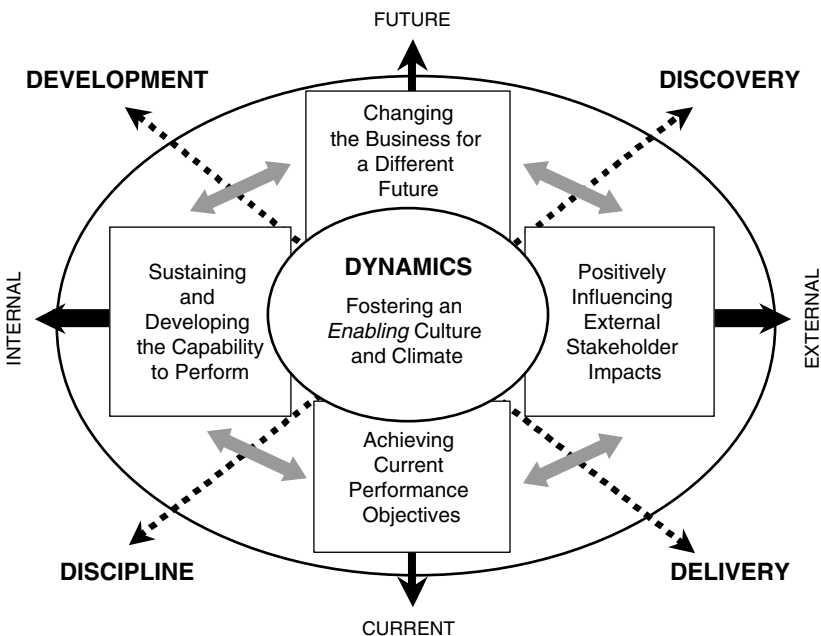 FUTURE
DEVELOPMENT
DISCOVERY
Changing
the Business for
a Different
Future
INTERNAL
Sustaining
and
Developing
the Capability
to Perform
DYNAMICS
Fostering an
Enabling Culture
and Climate
Positively
Influencing
External
Stakeholder
Impacts
EXTERNAL
Achieving
Current
Performance
Objectives
DISCIPLINE
DELIVERY
CURRENT